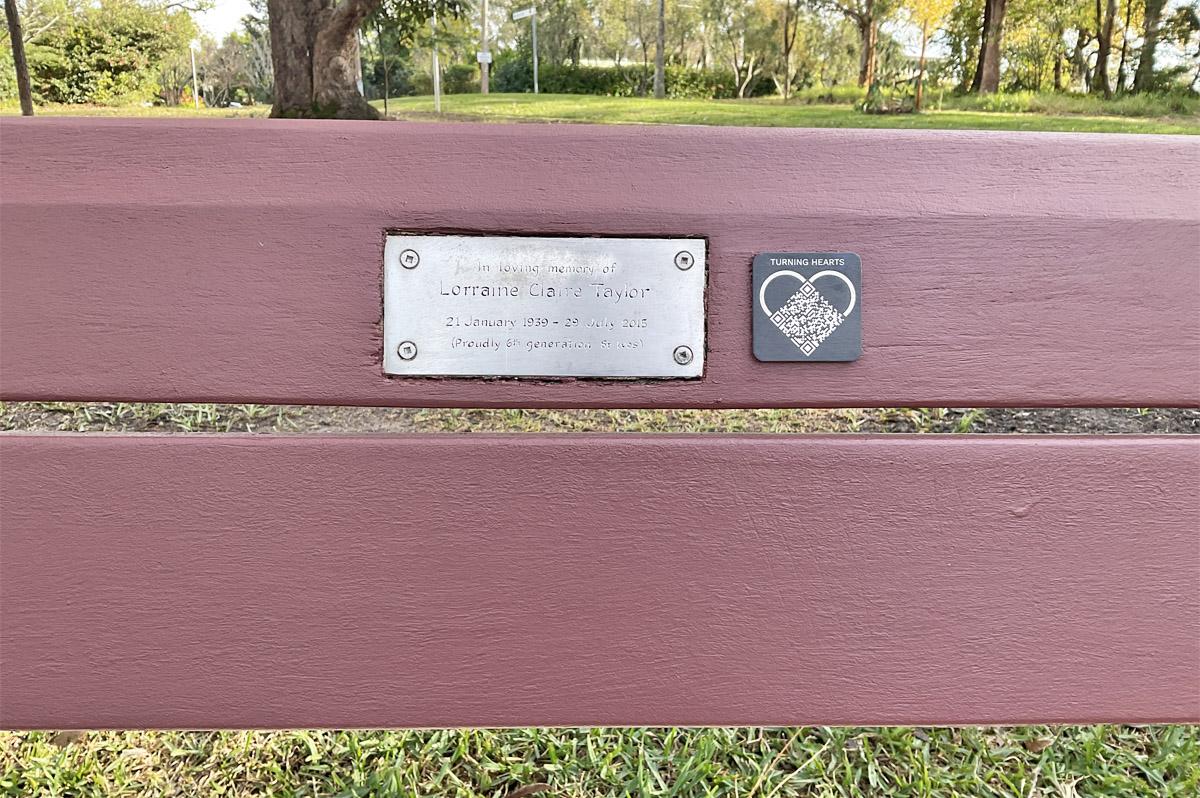 In loving memory of
Lorraine Claire Taylor
21 January 1939 - 29 July 2015
(Proudly 6th generation
TURNING HEARTS